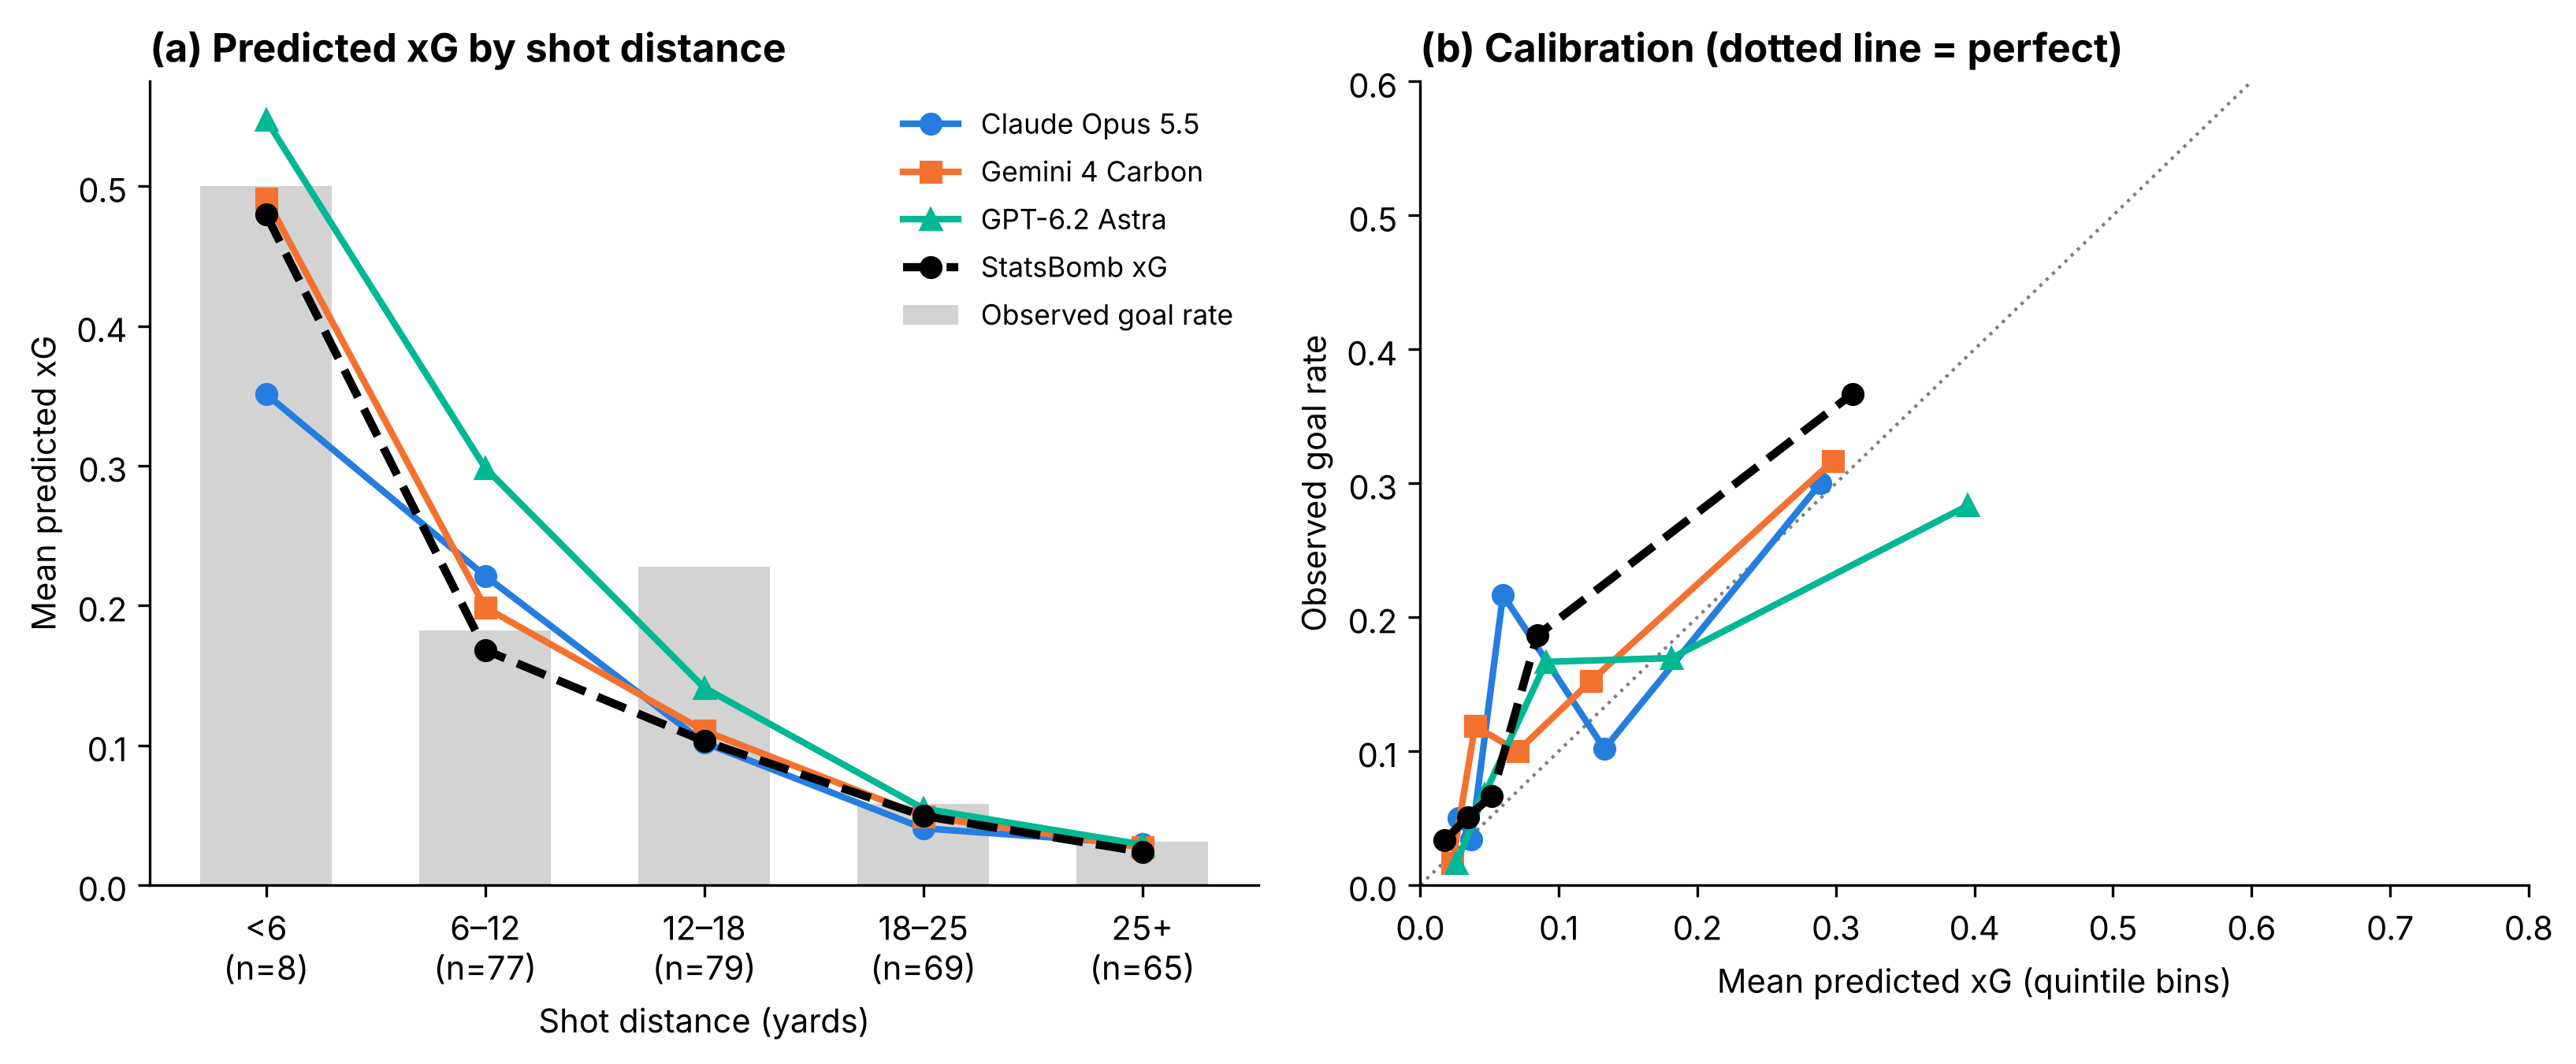 (a) Predicted xG by shot distance
Mean predicted xG
0.5
0.4
0.3
0.2
0.1
0.0
<6
(n=8)
6–12
(n=77)
12–18
(n=79)
18–25
(n=69)
25+
(n=65)
Shot distance (yards)
Claude Opus 5.5
Gemini 4 Carbon
GPT-6.2 Astra
StatsBomb xG
Observed goal rate
(b) Calibration (dotted line = perfect)
Observed goal rate
0.6
0.5
0.4
0.3
0.2
0.1
0.0
0.0 0.1 0.2 0.3 0.4 0.5 0.6 0.7 0.8
Mean predicted xG (quintile bins)